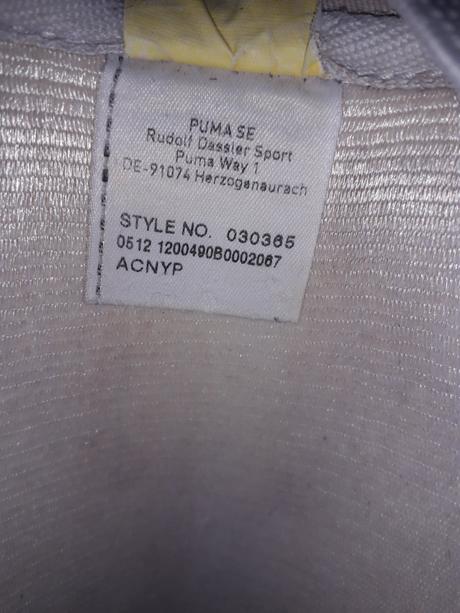 PUMA SE
Rudolf Dassler Sport
Puma Way 1
DE-91074 Herzogenaurach
STYLE NO. 030365
0512 1200490B0002067
ACNYP